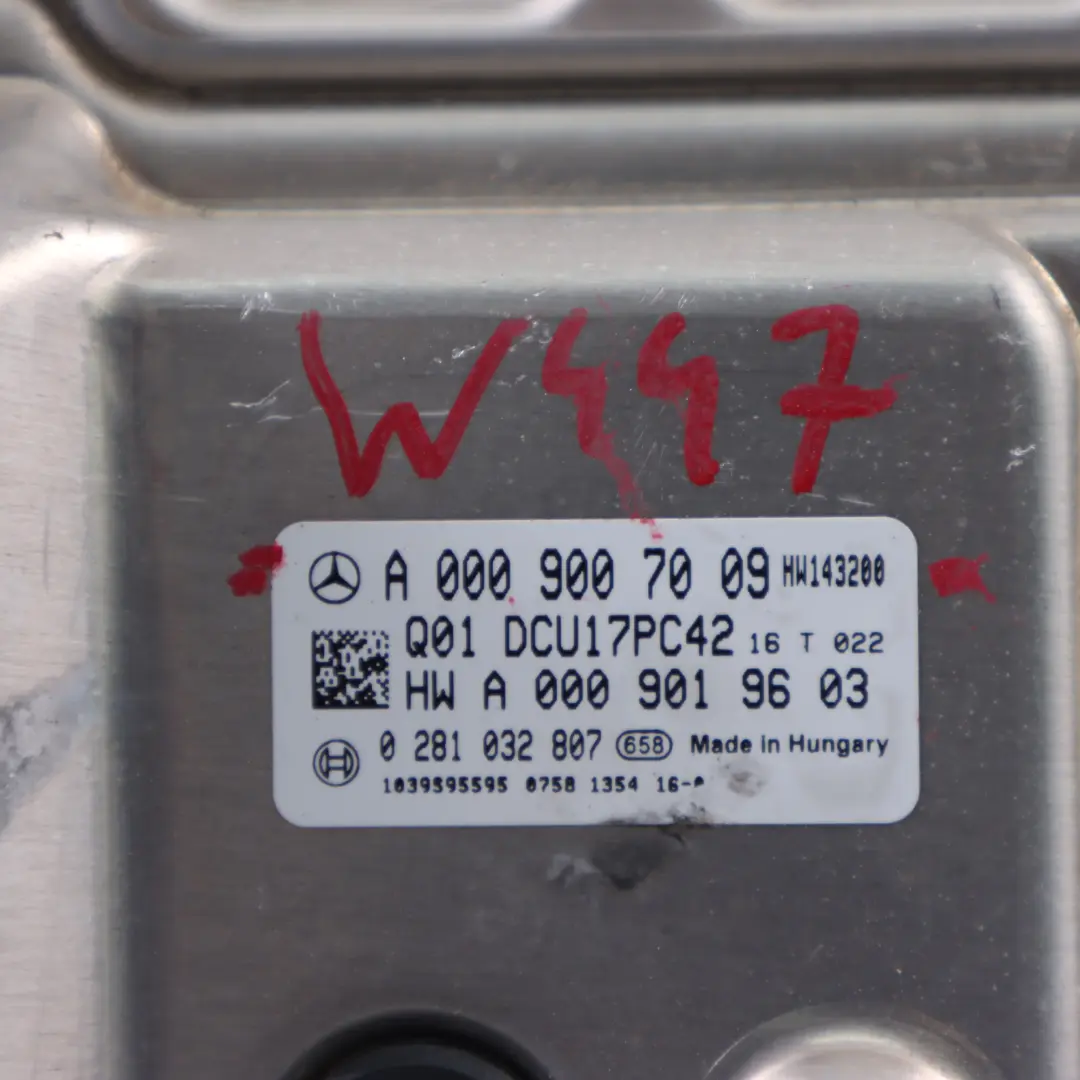 W447
A 000 900 70 09 HW143200
Q01 DCU17PC42 16 T 022
HW A 000 901 96 03
0 281 032 807 658 Made in Hungary
1039S95595 0758 1354